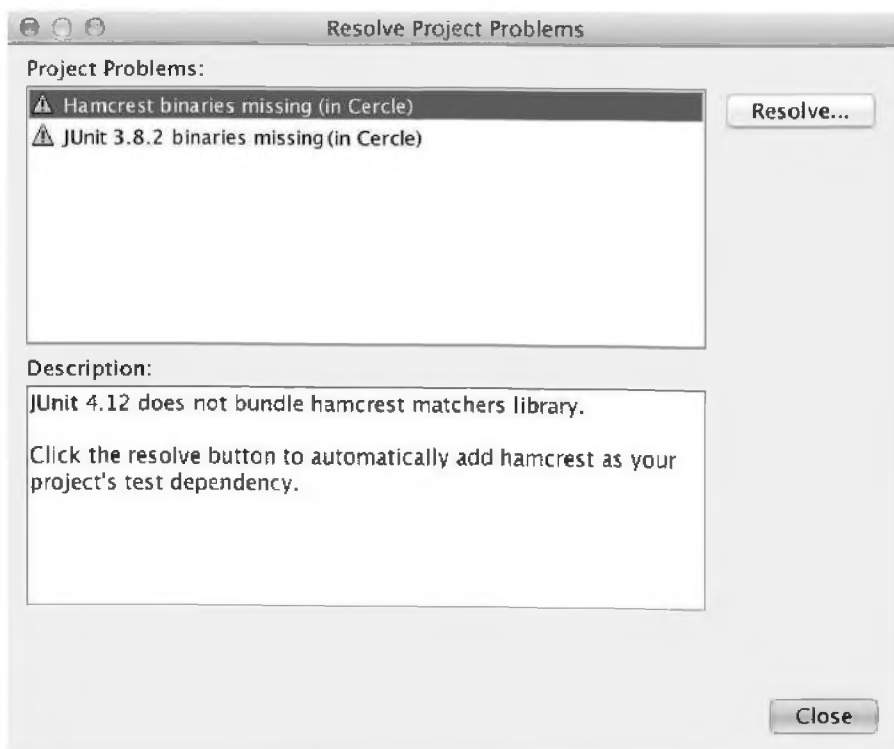 Resolve Project Problems
Project Problems:
Hamcrest binaries missing (in Cercle)
Resolve...
JUnit 3.8.2 binaries missing (in Cercle)
Description:
JUnit 4.12 does not bundle hamcrest matchers library.
Click the resolve button to automatically add hamcrest as your
project's test dependency.
Close